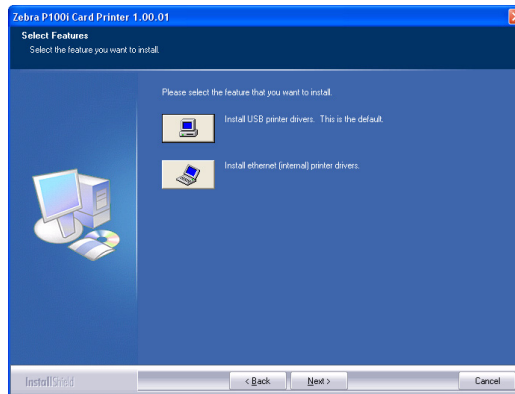 Zebra P100i Card Printer 1.00.01
Select Features
Select the feature you want to install.
Please select the feature that you want to install.
Install USB printer drivers. This is the default.
Install ethernet (internal) printer drivers.
InstallShield
< Back
Next >
Cancel